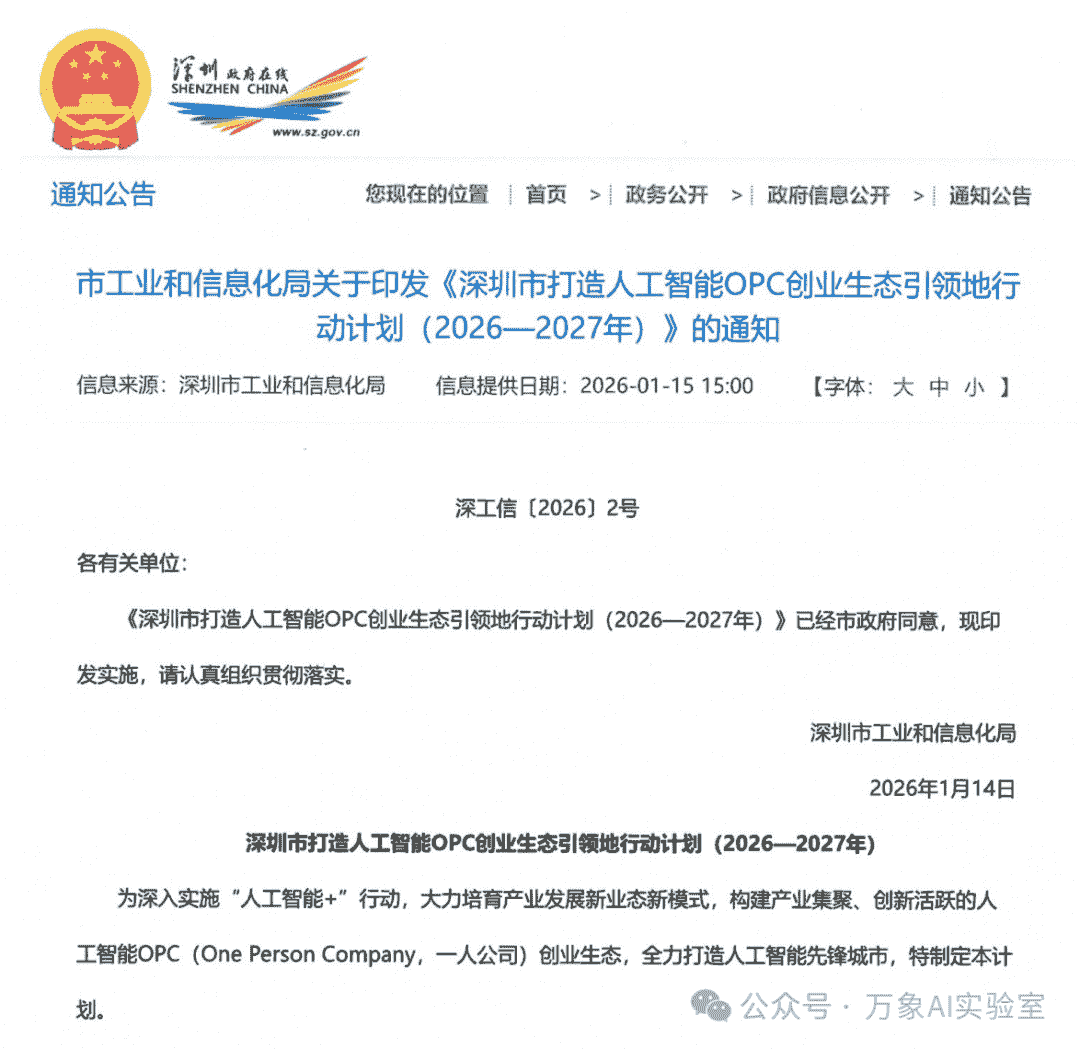 深圳 政府在线
SHENZHEN CHINA
www.sz.gov.cn
通知公告
您现在的位置 | 首页 > | 政务公开 > | 政府信息公开 > | 通知公告
市工业和信息化局关于印发《深圳市打造人工智能OPC创业生态引领地行
动计划（2026—2027年）》的通知
信息来源：深圳市工业和信息化局 信息提供日期：2026-01-15 15:00 【字体： 大 中 小 】
深工信〔2026〕2号
各有关单位：
《深圳市打造人工智能OPC创业生态引领地行动计划（2026—2027年）》已经市政府同意，现印
发实施，请认真组织贯彻落实。
深圳市工业和信息化局
2026年1月14日
深圳市打造人工智能OPC创业生态引领地行动计划（2026—2027年）
为深入实施“人工智能+”行动，大力培育产业发展新业态新模式，构建产业集聚、创新活跃的人
工智能OPC（One Person Company，一人公司）创业生态，全力打造人工智能先锋城市，特制定本计
划。
公众号 · 万象AI实验室